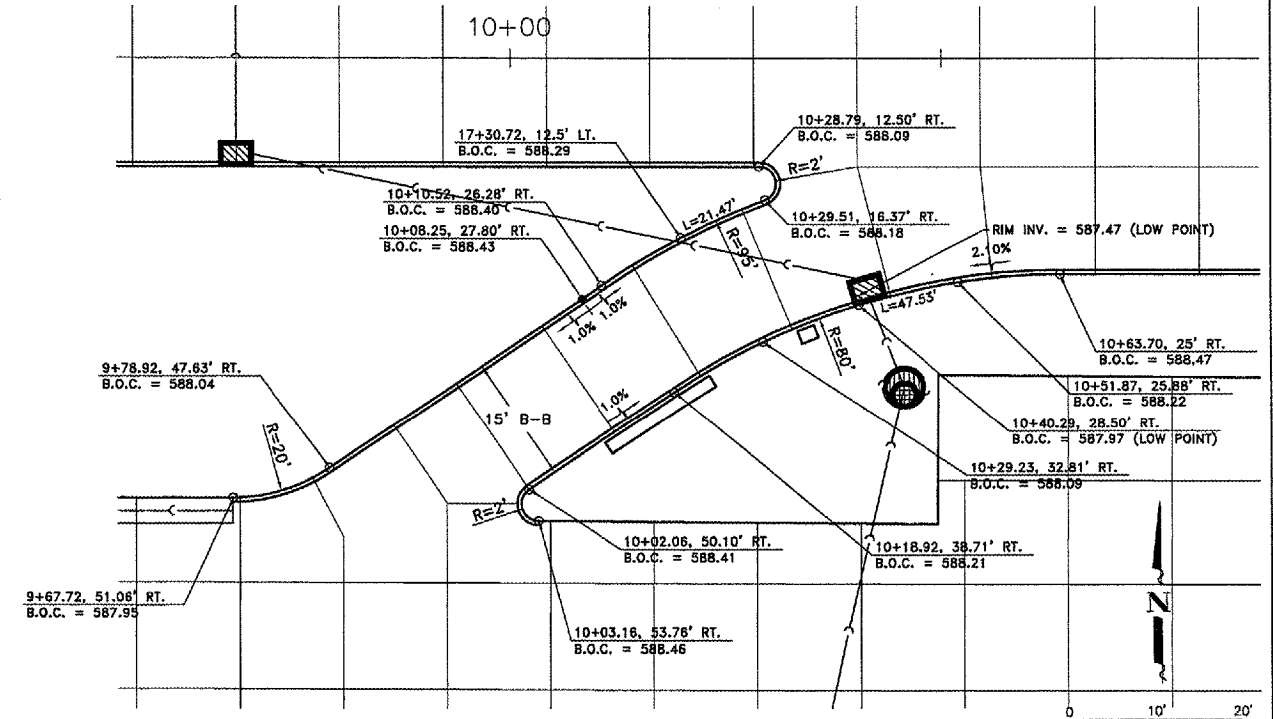 10+00
10+28.79, 12.50' RT.
B.O.C. = 588.09
17+30.72, 12.5' LT.
B.O.C. = 588.29
R=2'
10+10.52, 26.28' RT.
B.O.C. = 588.40
L=21.47'
10+29.51, 16.37' RT.
B.O.C. = 588.18
10+08.25, 27.80' RT.
B.O.C. = 588.43
R=95'
RIM INV. = 587.47 (LOW POINT)
2.10%
1.0%
1.0%
L=47.53'
R=80'
10+63.70, 25' RT.
B.O.C. = 588.47
9+78.92, 47.63' RT.
B.O.C. = 588.04
10+51.87, 25.88' RT.
B.O.C. = 588.22
1.0%
15' B-B
10+40.29, 28.50' RT.
B.O.C. = 587.97 (LOW POINT)
R=20'
10+29.23, 32.81' RT.
B.O.C. = 588.09
R=2'
10+02.06, 50.10' RT.
B.O.C. = 588.41
10+18.92, 38.71' RT.
B.O.C. = 588.21
9+67.72, 51.06' RT.
B.O.C. = 587.95
N
10+03.16, 53.76' RT.
B.O.C. = 588.46
0 10' 20'